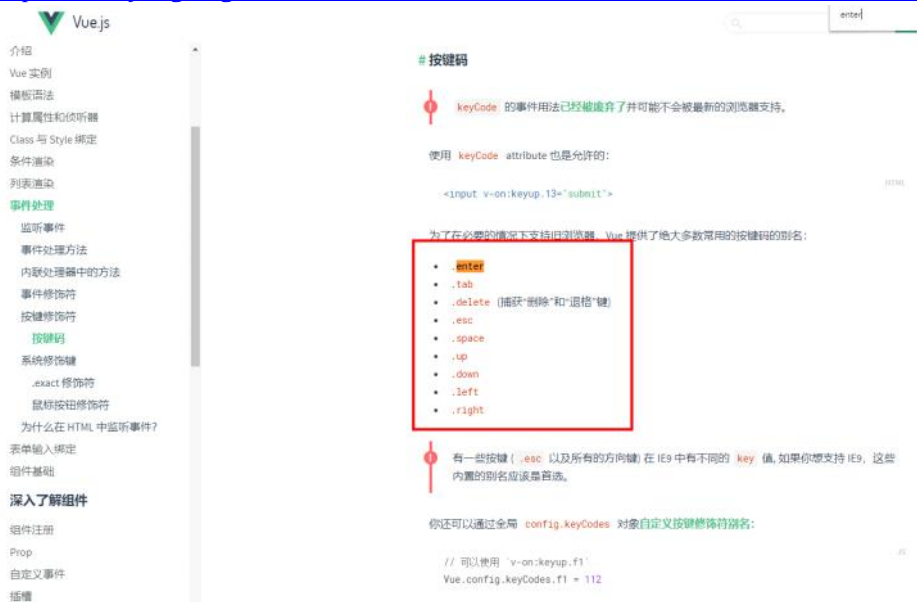 Vue.js
enter
介绍
Vue 实例
模板语法
计算属性和侦听器
Class 与 Style 绑定
条件渲染
列表渲染
事件处理
监听事件
事件处理方法
内联处理器中的方法
事件修饰符
按键修饰符
按键码
系统修饰键
.exact 修饰符
鼠标按钮修饰符
为什么在 HTML 中监听事件?
表单输入绑定
组件基础
深入了解组件
组件注册
Prop
自定义事件
插槽
# 按键码
keyCode 的事件用法已经被废弃了并可能不会被最新的浏览器支持。
使用 keyCode attribute 也是允许的:
HTML
<input v-on:keyup.13="submit">
为了在必要的情况下支持旧浏览器，Vue 提供了绝大多数常用的按键码的别名:
.enter
.tab
.delete (捕获“删除”和“退格”键)
.esc
.space
.up
.down
.left
.right
有一些按键 ( .esc 以及所有的方向键) 在 IE9 中有不同的 key 值, 如果你想支持 IE9，这些
内置的别名应该是首选。
你还可以通过全局 config.keyCodes 对象自定义按键修饰符别名:
JS
// 可以使用 `v-on:keyup.f1`
Vue.config.keyCodes.f1 = 112